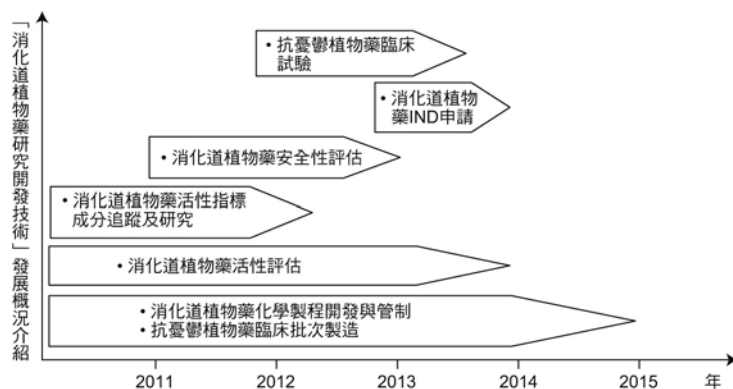 「消化道植物藥研究開發技術」發展概況介紹
• 抗憂鬱植物藥臨床
試驗
• 消化道植物
藥IND申請
• 消化道植物藥安全性評估
• 消化道植物藥活性指標
成分追蹤及研究
• 消化道植物藥活性評估
• 消化道植物藥化學製程開發與管制
• 抗憂鬱植物藥臨床批次製造
2011 2012 2013 2014 2015 年